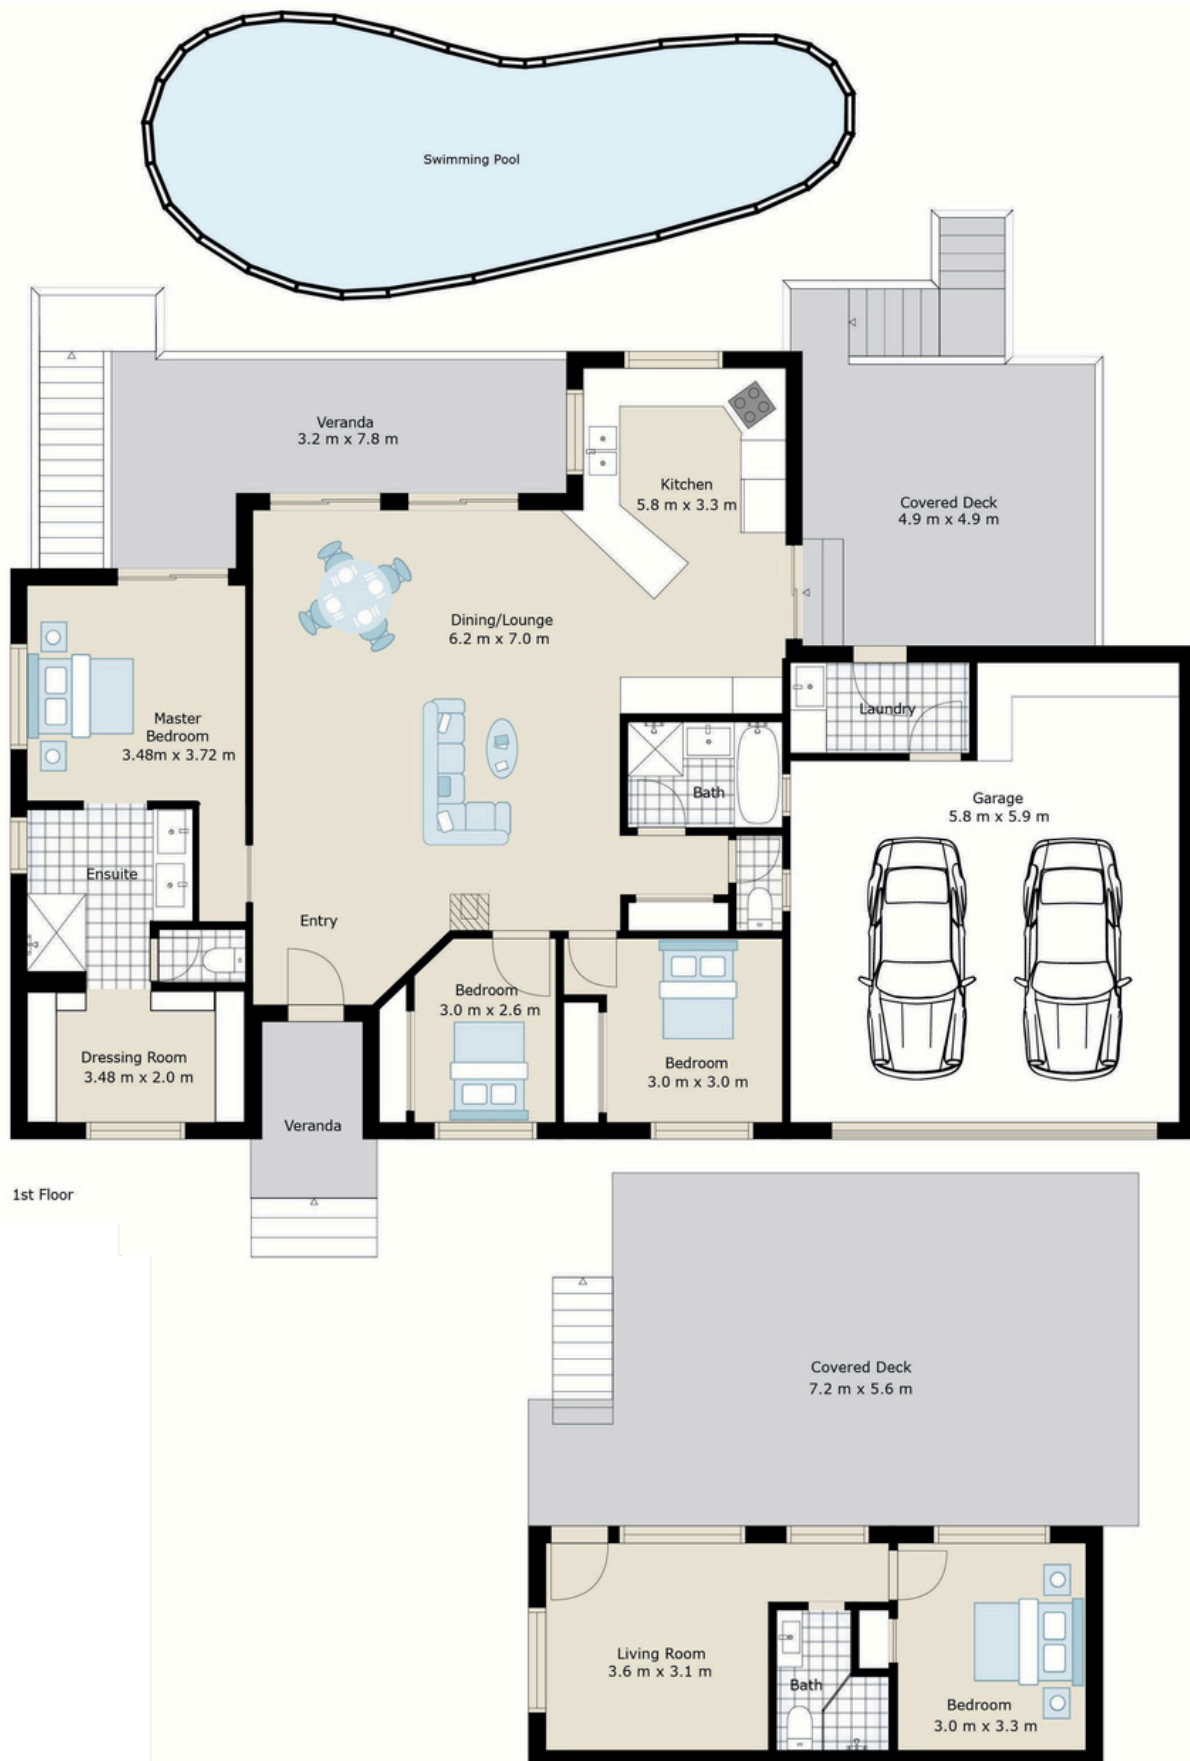 Swimming Pool
Veranda
3.2 m x 7.8 m
Kitchen
5.8 m x 3.3 m
Covered Deck
4.9 m x 4.9 m
Dining/Lounge
6.2 m x 7.0 m
Master
Bedroom
3.48m x 3.72 m
Laundry
Bath
Garage
5.8 m x 5.9 m
Ensuite
Entry
Bedroom
3.0 m x 2.6 m
Dressing Room
3.48 m x 2.0 m
Bedroom
3.0 m x 3.0 m
Veranda
1st Floor
Covered Deck
7.2 m x 5.6 m
Living Room
3.6 m x 3.1 m
Bath
Bedroom
3.0 m x 3.3 m